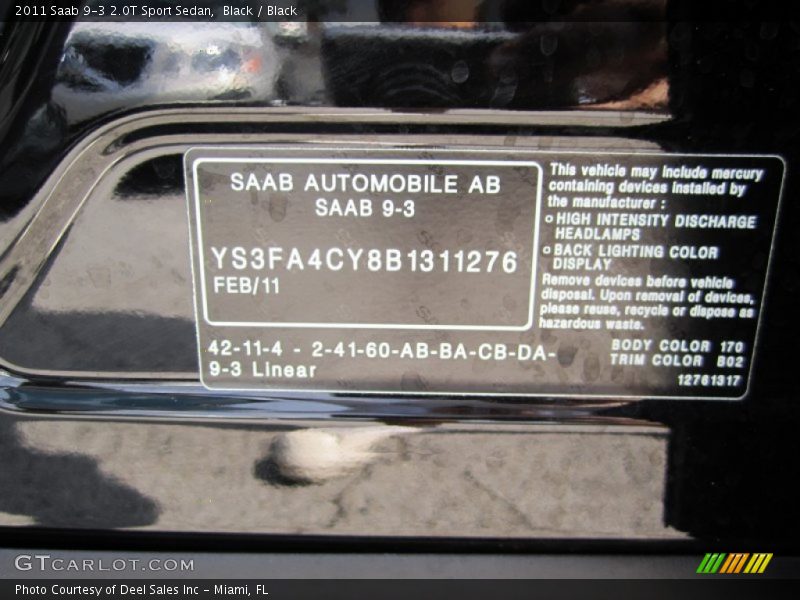 2011 Saab 9-3 2.0T Sport Sedan, Black / Black
SAAB AUTOMOBILE AB
SAAB 9-3
YS3FA4CY8B1311276
FEB/11
42-11-4 - 2-41-60-AB-BA-CB-DA-
9-3 Linear
This vehicle may include mercury
containing devices installed by
the manufacturer :
o HIGH INTENSITY DISCHARGE
HEADLAMPS
o BACK LIGHTING COLOR
DISPLAY
Remove devices before vehicle
disposal. Upon removal of devices,
please reuse, recycle or dispose as
hazardous waste.
BODY COLOR 170
TRIM COLOR 802
12761317
GTCARLOT.COM
Photo Courtesy of Deel Sales Inc - Miami, FL